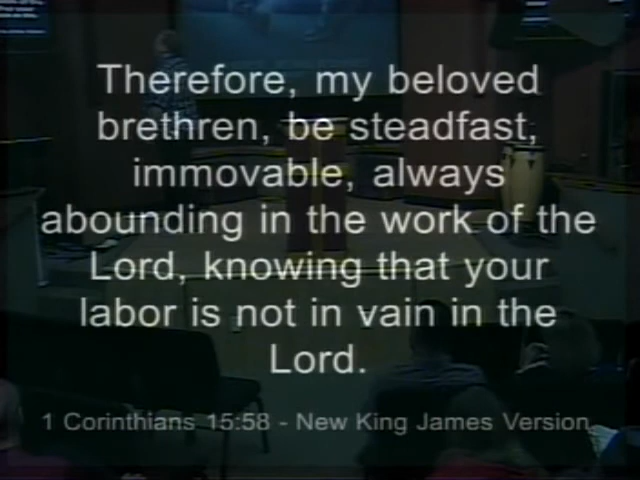 Therefore, my beloved
brethren, be steadfast,
immovable, always
abounding in the work of the
Lord, knowing that your
labor is not in vain in the
Lord.
1 Corinthians 15:58 - New King James Version